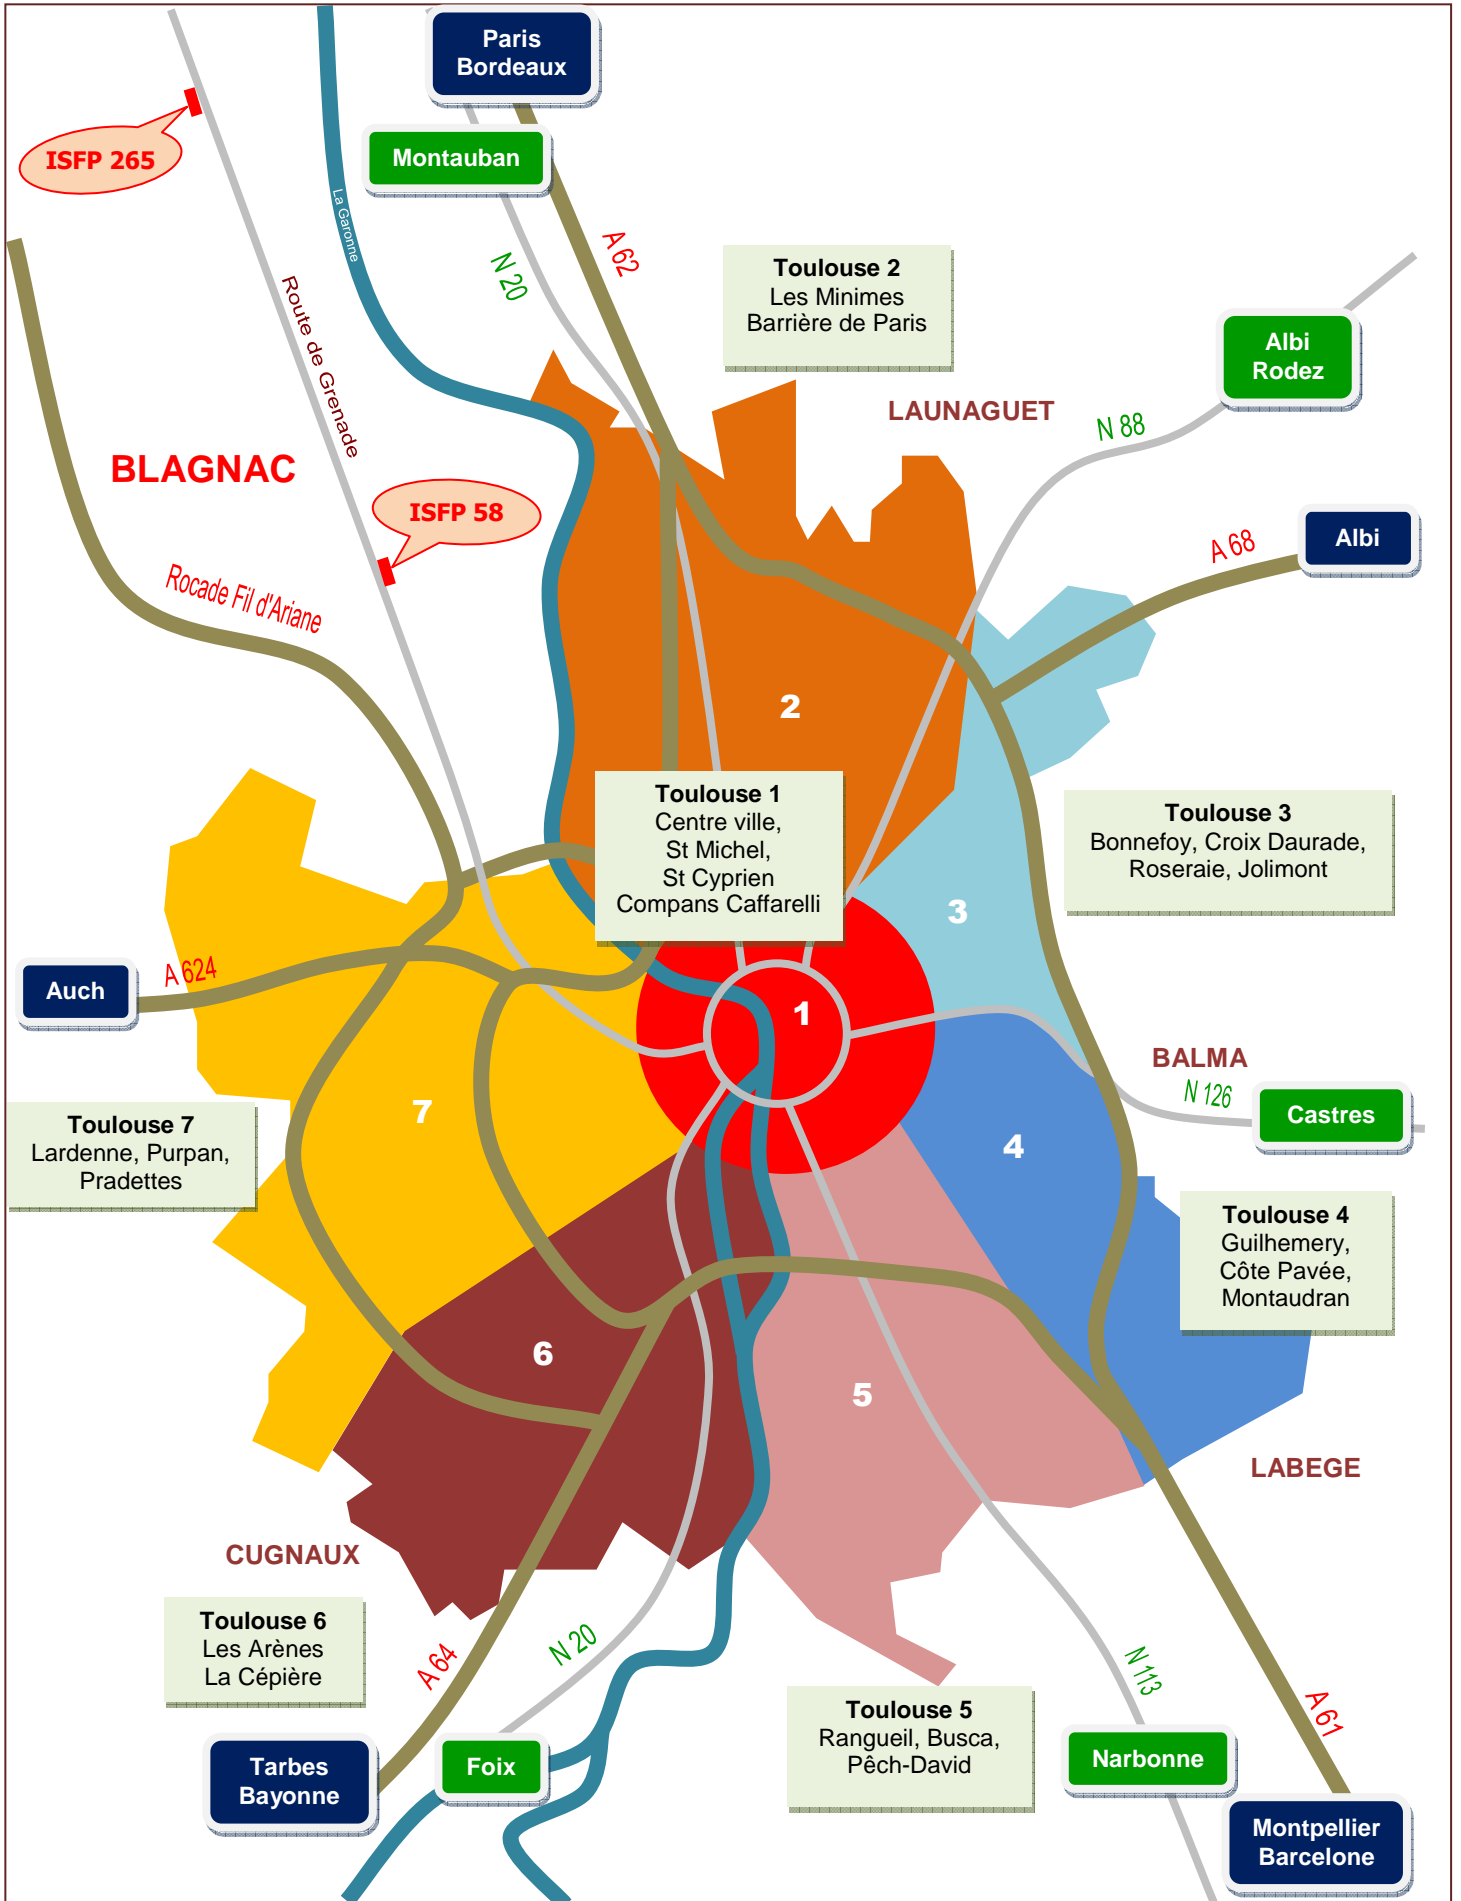 Paris
Bordeaux
Montauban
ISFP 265
La Garonne
N 20
A 62
Route de Grenade
Toulouse 2
Les Minimes
Barrière de Paris
Albi
Rodez
LAUNAGUET
N 88
BLAGNAC
ISFP 58
A 68
Albi
Rocade Fil d'Ariane
2
Toulouse 1
Centre ville,
St Michel,
St Cyprien
Compans Caffarelli
Toulouse 3
Bonnefoy, Croix Daurade,
Roseraie, Jolimont
3
A 624
Auch
1
BALMA
N 126
Castres
7
Toulouse 7
Lardenne, Purpan,
Pradettes
4
Toulouse 4
Guilhemery,
Côte Pavée,
Montaudran
6
5
LABEGE
CUGNAUX
Toulouse 6
Les Arènes
La Cépière
A 64
N 20
N 113
Toulouse 5
Rangueil, Busca,
Pêch-David
A 61
Tarbes
Bayonne
Foix
Narbonne
Montpellier
Barcelone